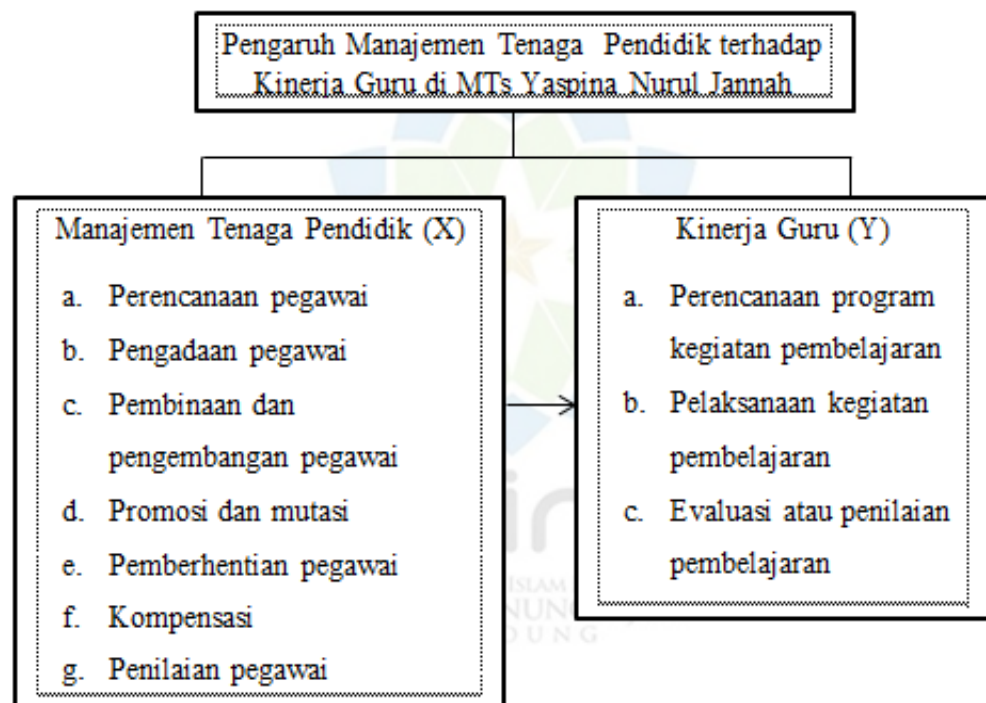 Pengaruh Manajemen Tenaga Pendidik terhadap
Kinerja Guru di MTs Yaspina Nurul Jannah
Manajemen Tenaga Pendidik (X)
a. Perencanaan pegawai
b. Pengadaan pegawai
c. Pembinaan dan
pengembangan pegawai
d. Promosi dan mutasi
e. Pemberhentian pegawai
f. Kompensasi
g. Penilaian pegawai
Kinerja Guru (Y)
a. Perencanaan program
kegiatan pembelajaran
b. Pelaksanaan kegiatan
pembelajaran
c. Evaluasi atau penilaian
pembelajaran
ISLAM